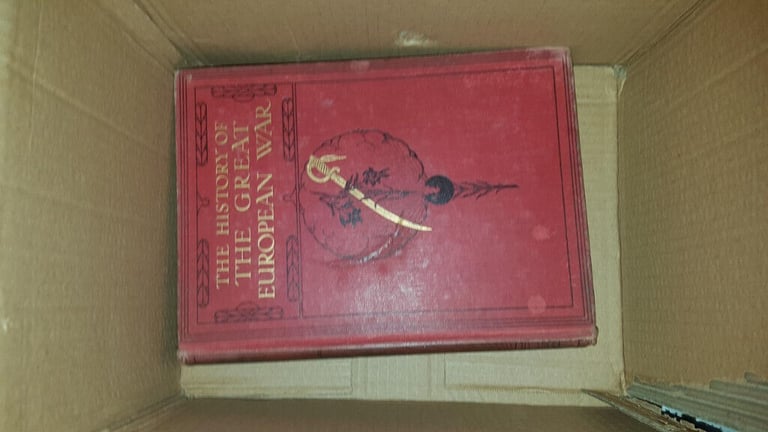 THE HISTORY OF
THE GREAT
EUROPEAN WAR